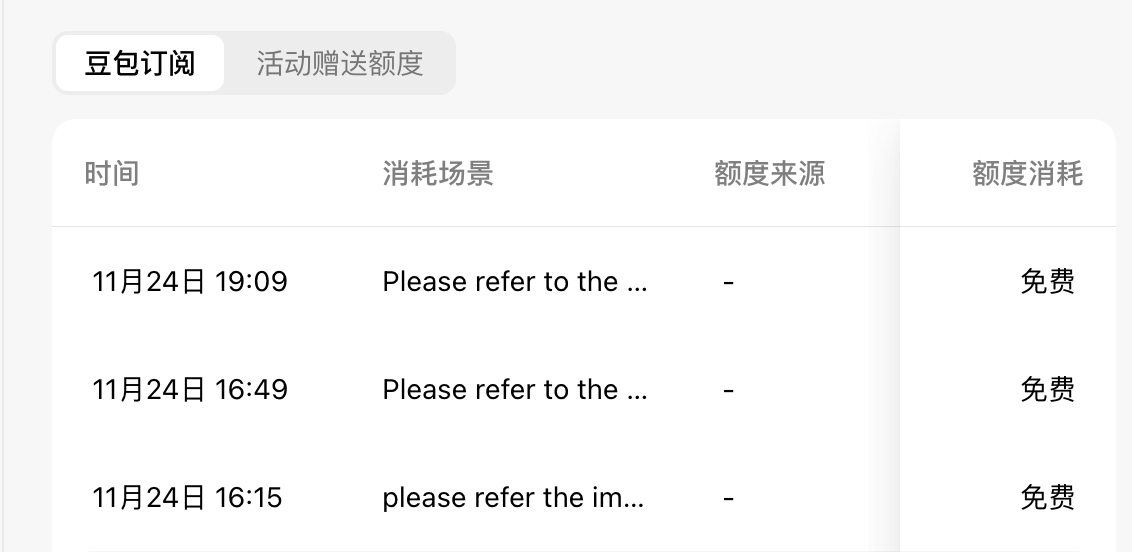 豆包订阅 活动赠送额度
时间 消耗场景 额度来源 额度消耗
11月24日 19:09 Please refer to the ... - 免费
11月24日 16:49 Please refer to the ... - 免费
11月24日 16:15 please refer the im... - 免费